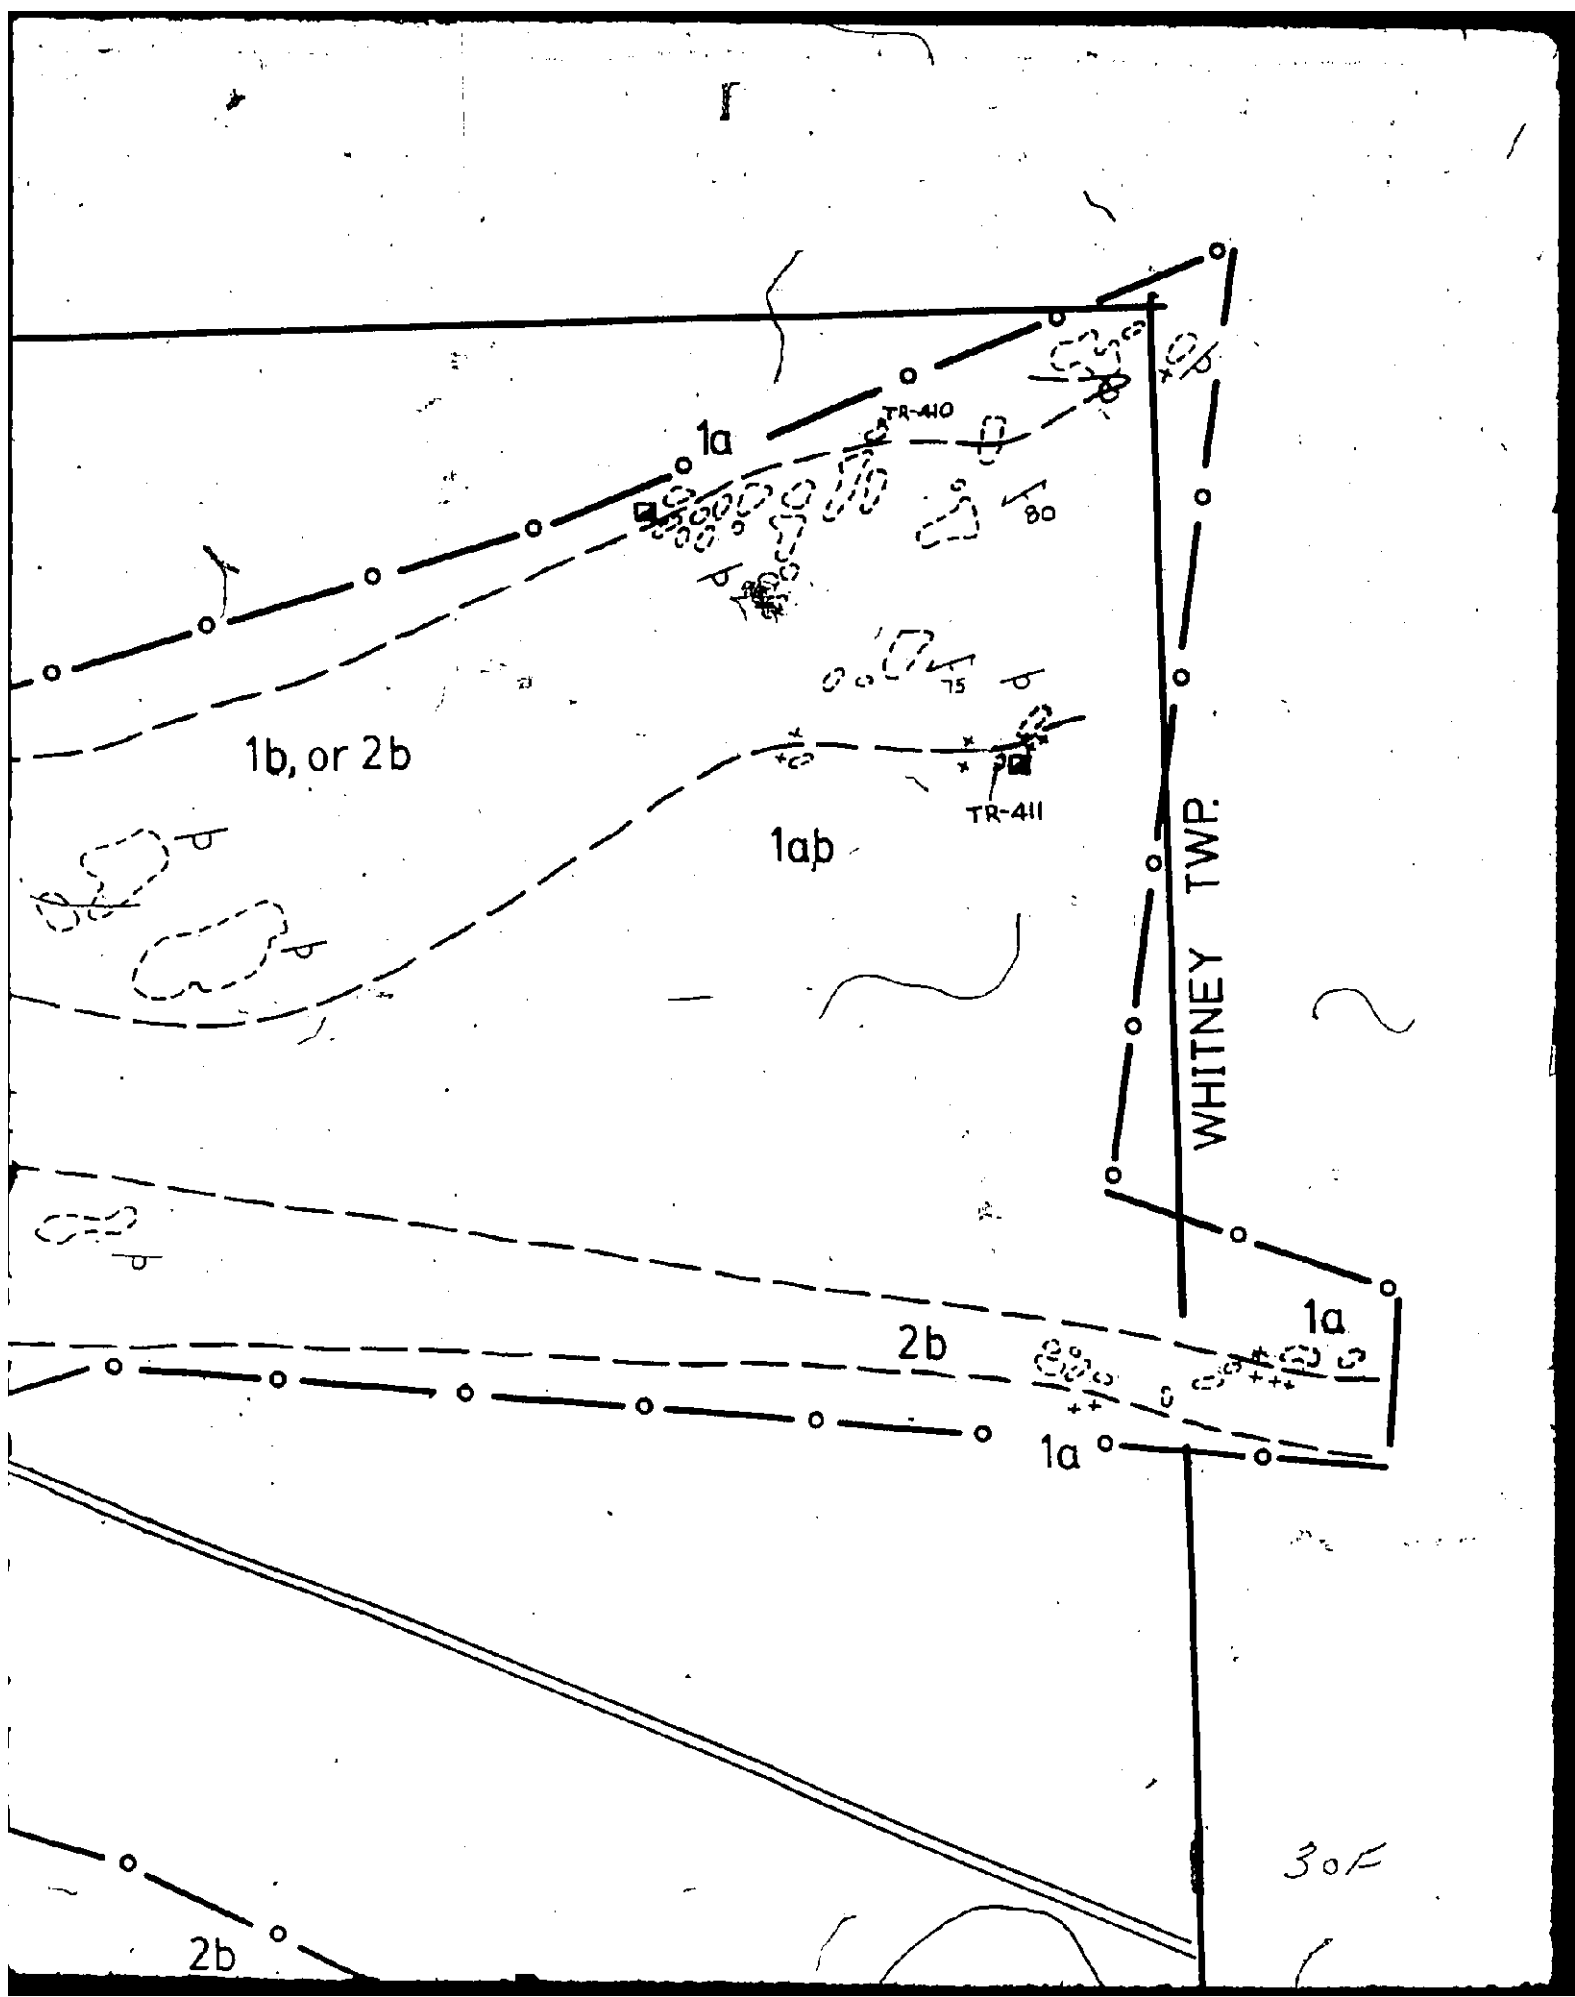 r
TR-410
1a
80
75
1b, or 2b
TR-411
1ab
WHITNEY TWP.
1a
2b
1a
30F
2b